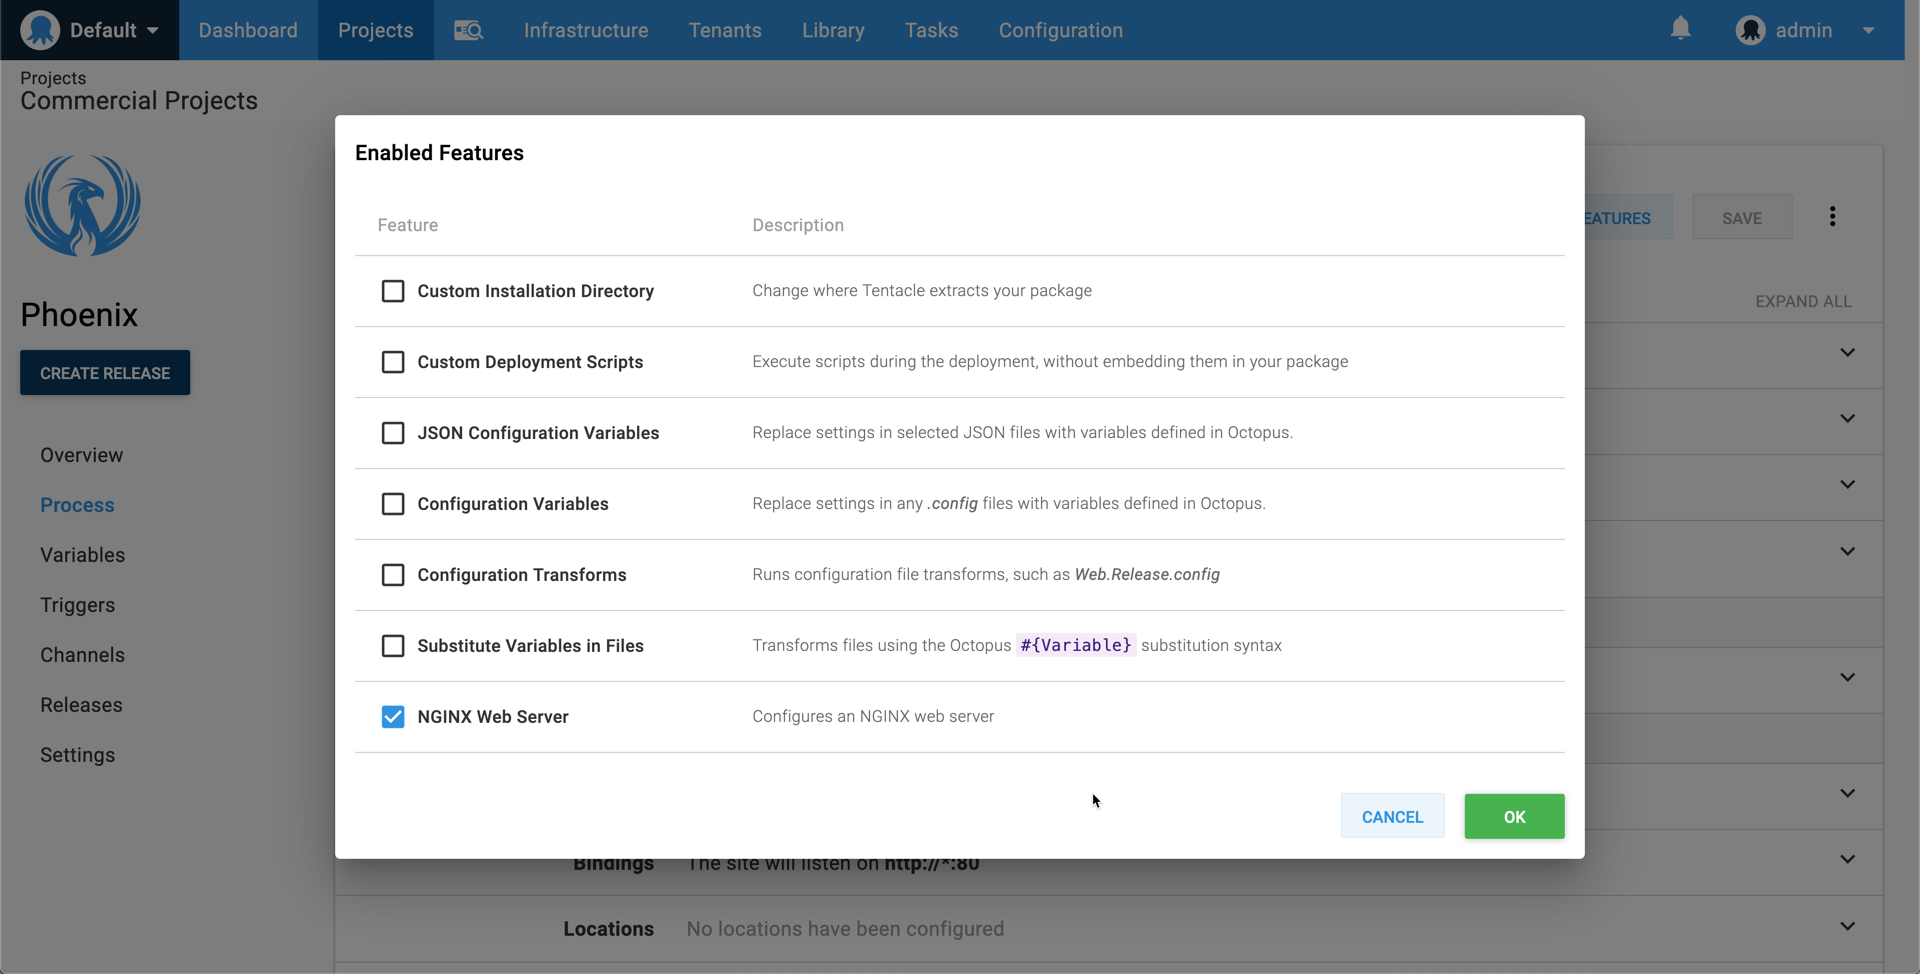 Default
Dashboard
Projects
Infrastructure
Tenants
Library
Tasks
Configuration
admin
Projects
Commercial Projects
Phoenix
CREATE RELEASE
Overview
Process
Variables
Triggers
Channels
Releases
Settings
EATURES
SAVE
EXPAND ALL
Enabled Features
Feature Description
Custom Installation Directory Change where Tentacle extracts your package
Custom Deployment Scripts Execute scripts during the deployment, without embedding them in your package
JSON Configuration Variables Replace settings in selected JSON files with variables defined in Octopus.
Configuration Variables Replace settings in any .config files with variables defined in Octopus.
Configuration Transforms Runs configuration file transforms, such as Web.Release.config
Substitute Variables in Files Transforms files using the Octopus #{Variable} substitution syntax
NGINX Web Server Configures an NGINX web server
CANCEL
OK
Bindings The site will listen on http://*:80
Locations No locations have been configured